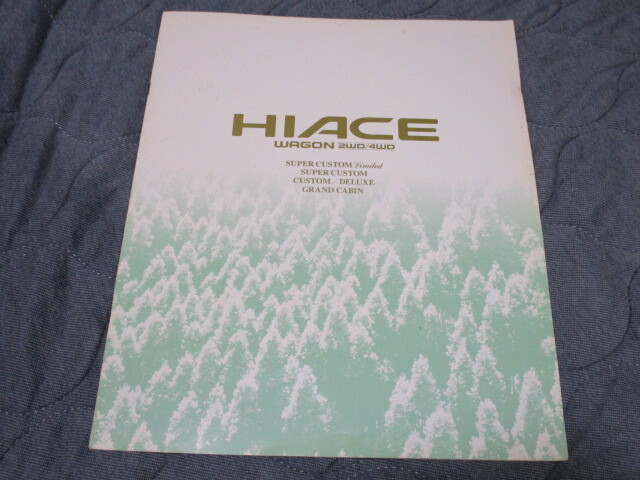 HIACE
WAGON 2WD/4WD
SUPER CUSTOM Limited
SUPER CUSTOM
CUSTOM / DELUXE
GRAND CABIN